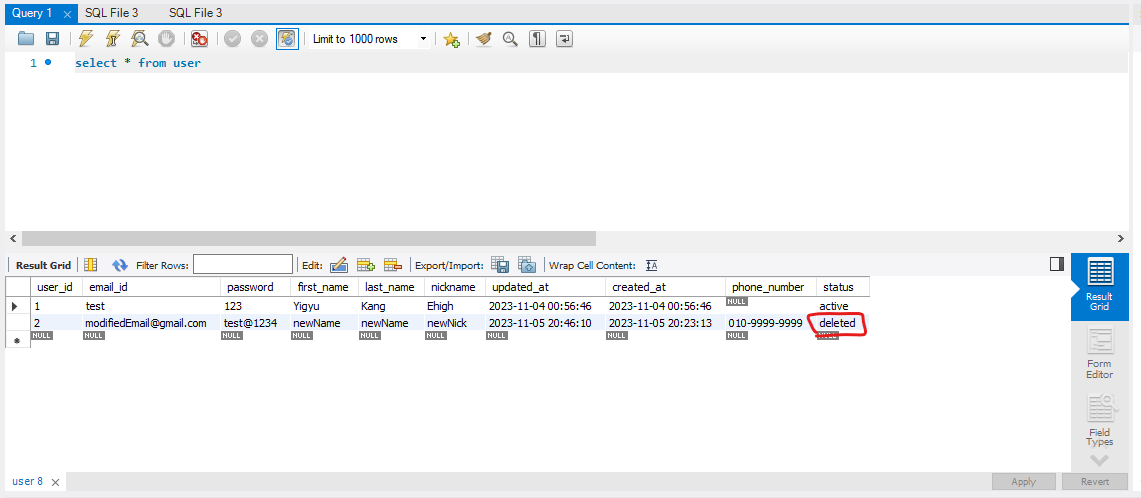 Query 1 SQL File 3 SQL File 3
Limit to 1000 rows
1 select * from user
Result Grid Filter Rows: Edit: Export/Import: Wrap Cell Content:
user_id email_id password first_name last_name nickname updated_at created_at phone_number status
1 test 123 Yigyu Kang Ehigh 2023-11-04 00:56:46 2023-11-04 00:56:46 NULL active
2 modifiedEmail@gmail.com test@1234 newName newName newNick 2023-11-05 20:46:10 2023-11-05 20:23:13 010-9999-9999 deleted
NULL NULL NULL NULL NULL NULL NULL NULL NULL NULL
Result
Grid
Form
Editor
Field
Types
user 8
Apply Revert